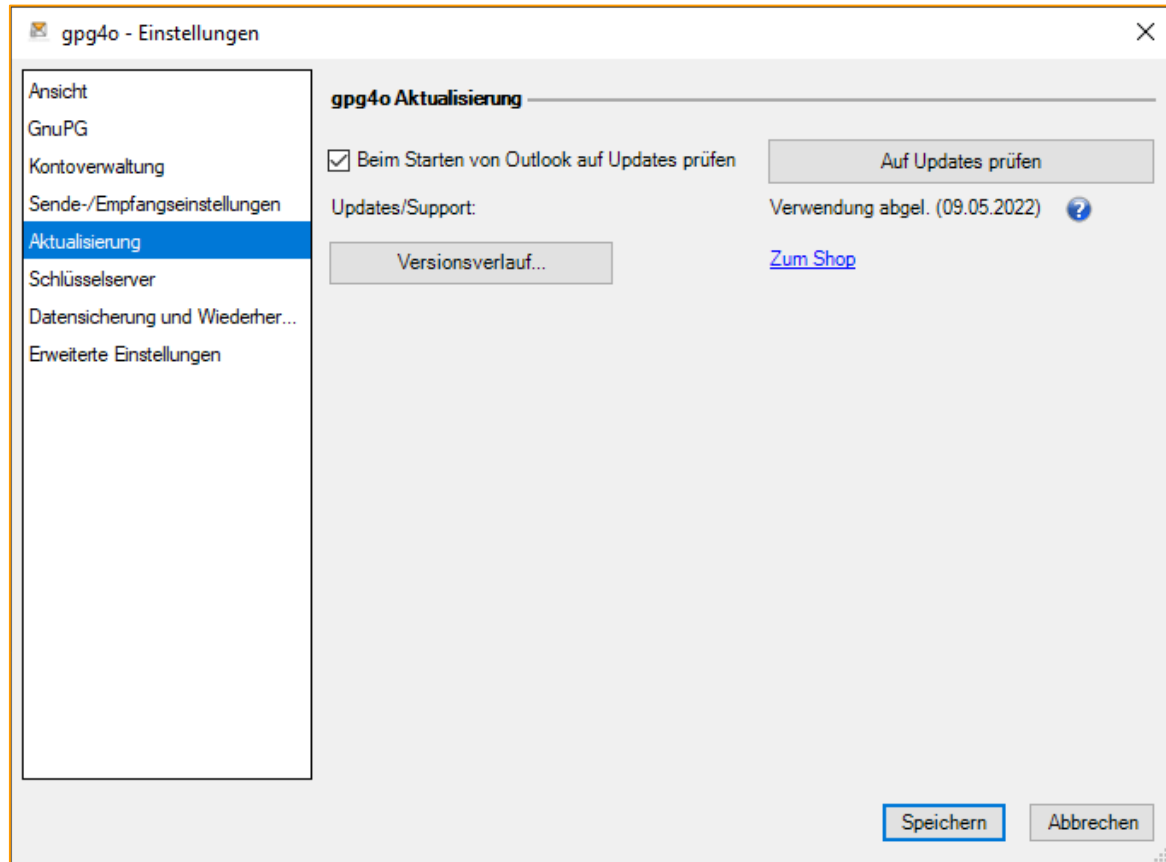 gpg4o - Einstellungen
Ansicht
GnuPG
Kontoverwaltung
Sende-/Empfangseinstellungen
Aktualisierung
Schlüsselserver
Datensicherung und Wiederher...
Erweiterte Einstellungen
gpg4o Aktualisierung
Beim Starten von Outlook auf Updates prüfen
Auf Updates prüfen
Updates/Support:
Verwendung abgel. (09.05.2022)
Versionsverlauf...
Zum Shop
Speichern
Abbrechen